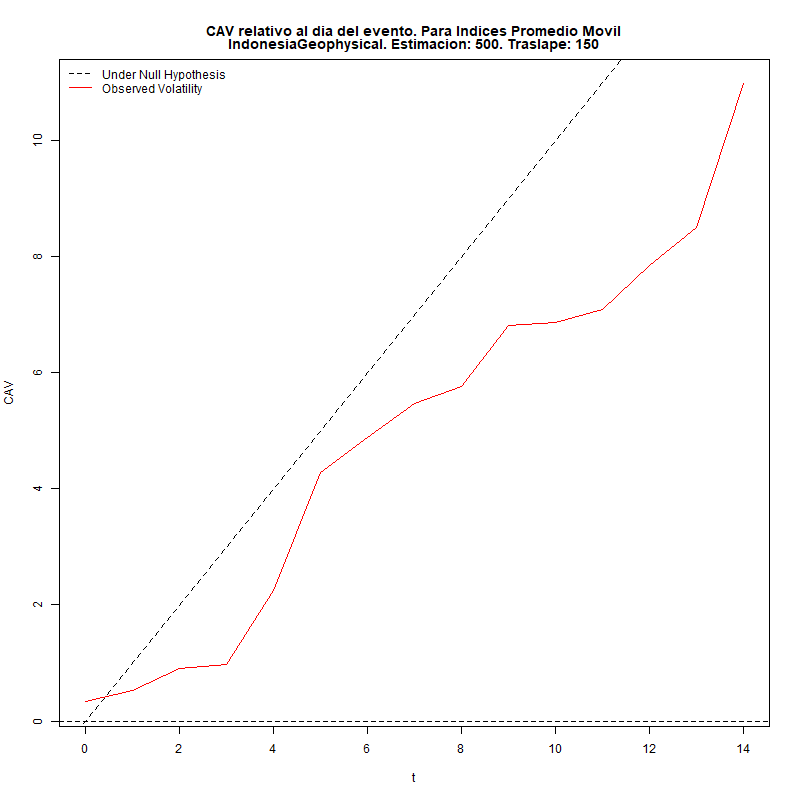 CAV relativo al dia del evento. Para Indices Promedio Movil
IndonesiaGeophysical. Estimacion: 500. Traslape: 150
Under Null Hypothesis
Observed Volatility
10
8
6
4
2
0
CAV
0 2 4 6 8 10 12 14
t